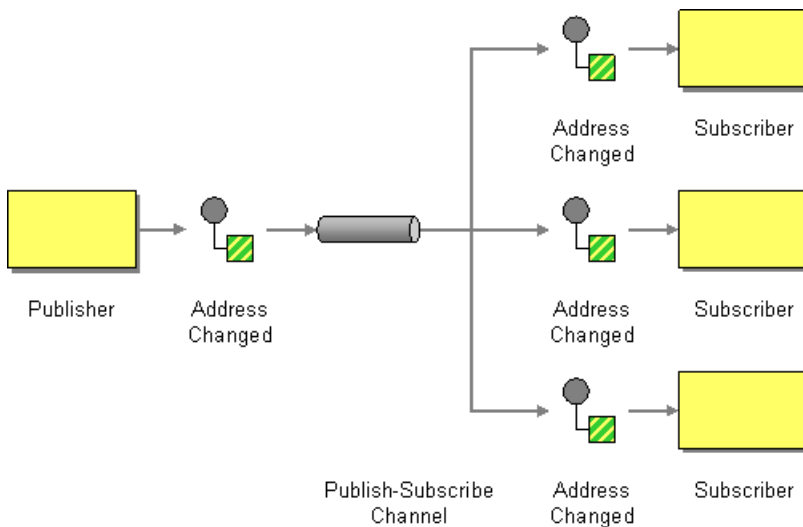 Address
Changed
Subscriber
Publisher
Address
Changed
Address
Changed
Subscriber
Publish-Subscribe
Channel
Address
Changed
Subscriber